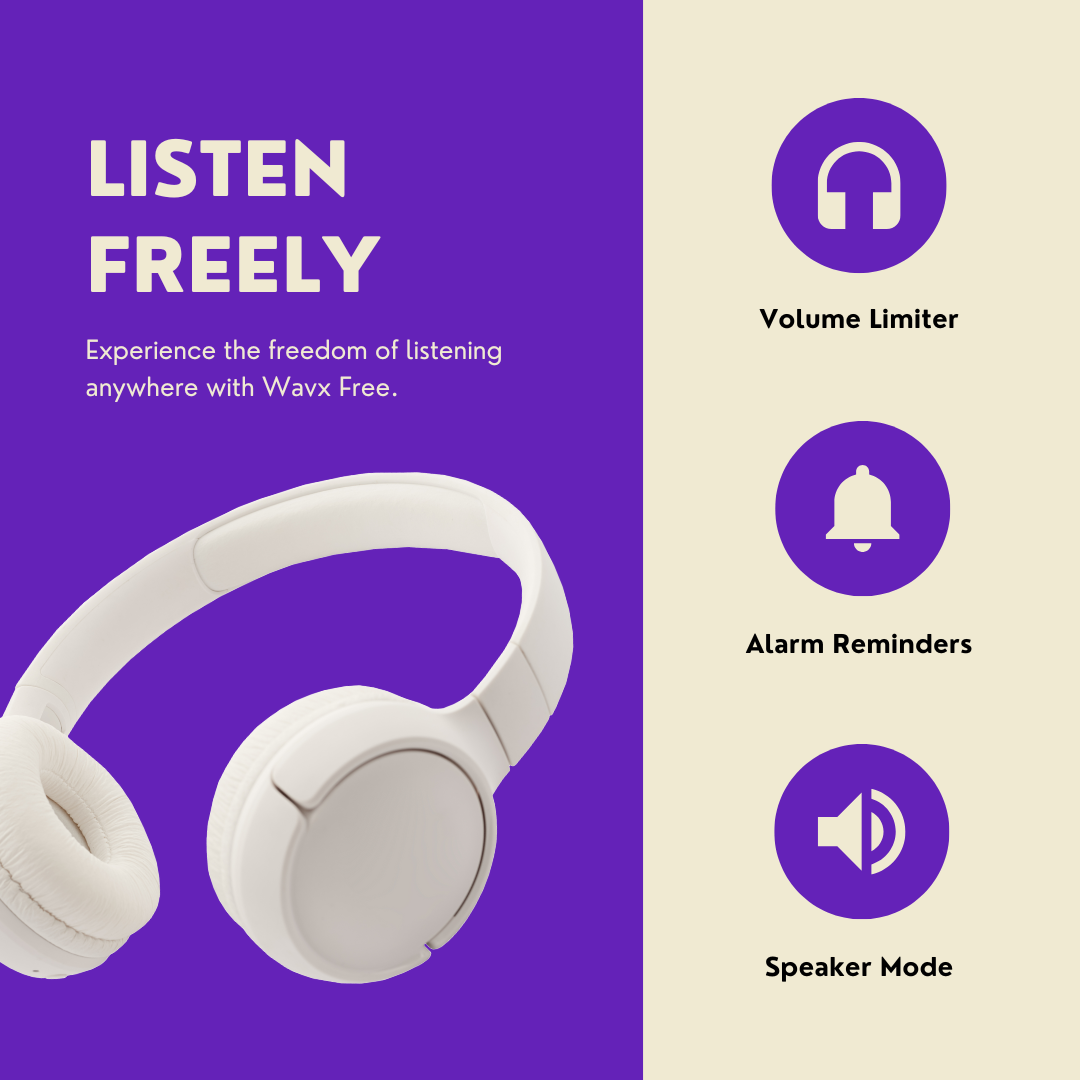 LISTEN
FREELY
Experience the freedom of listening
anywhere with Wavx Free.
Volume Limiter
Alarm Reminders
Speaker Mode